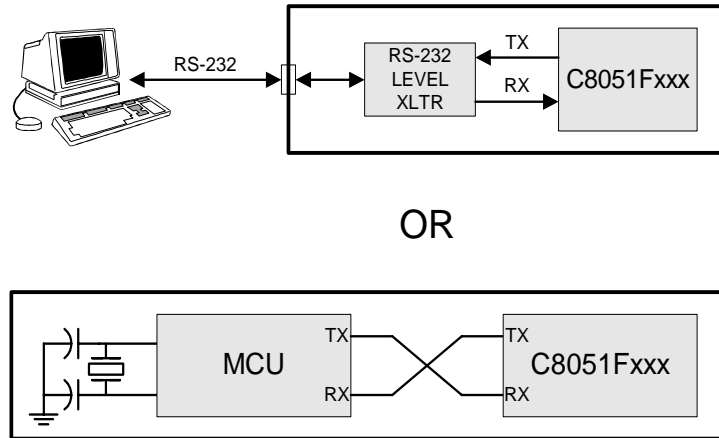 RS-232
RS-232
LEVEL
XLTR
TX
RX
C8051Fxxx
OR
MCU
TX
RX
TX
RX
C8051Fxxx